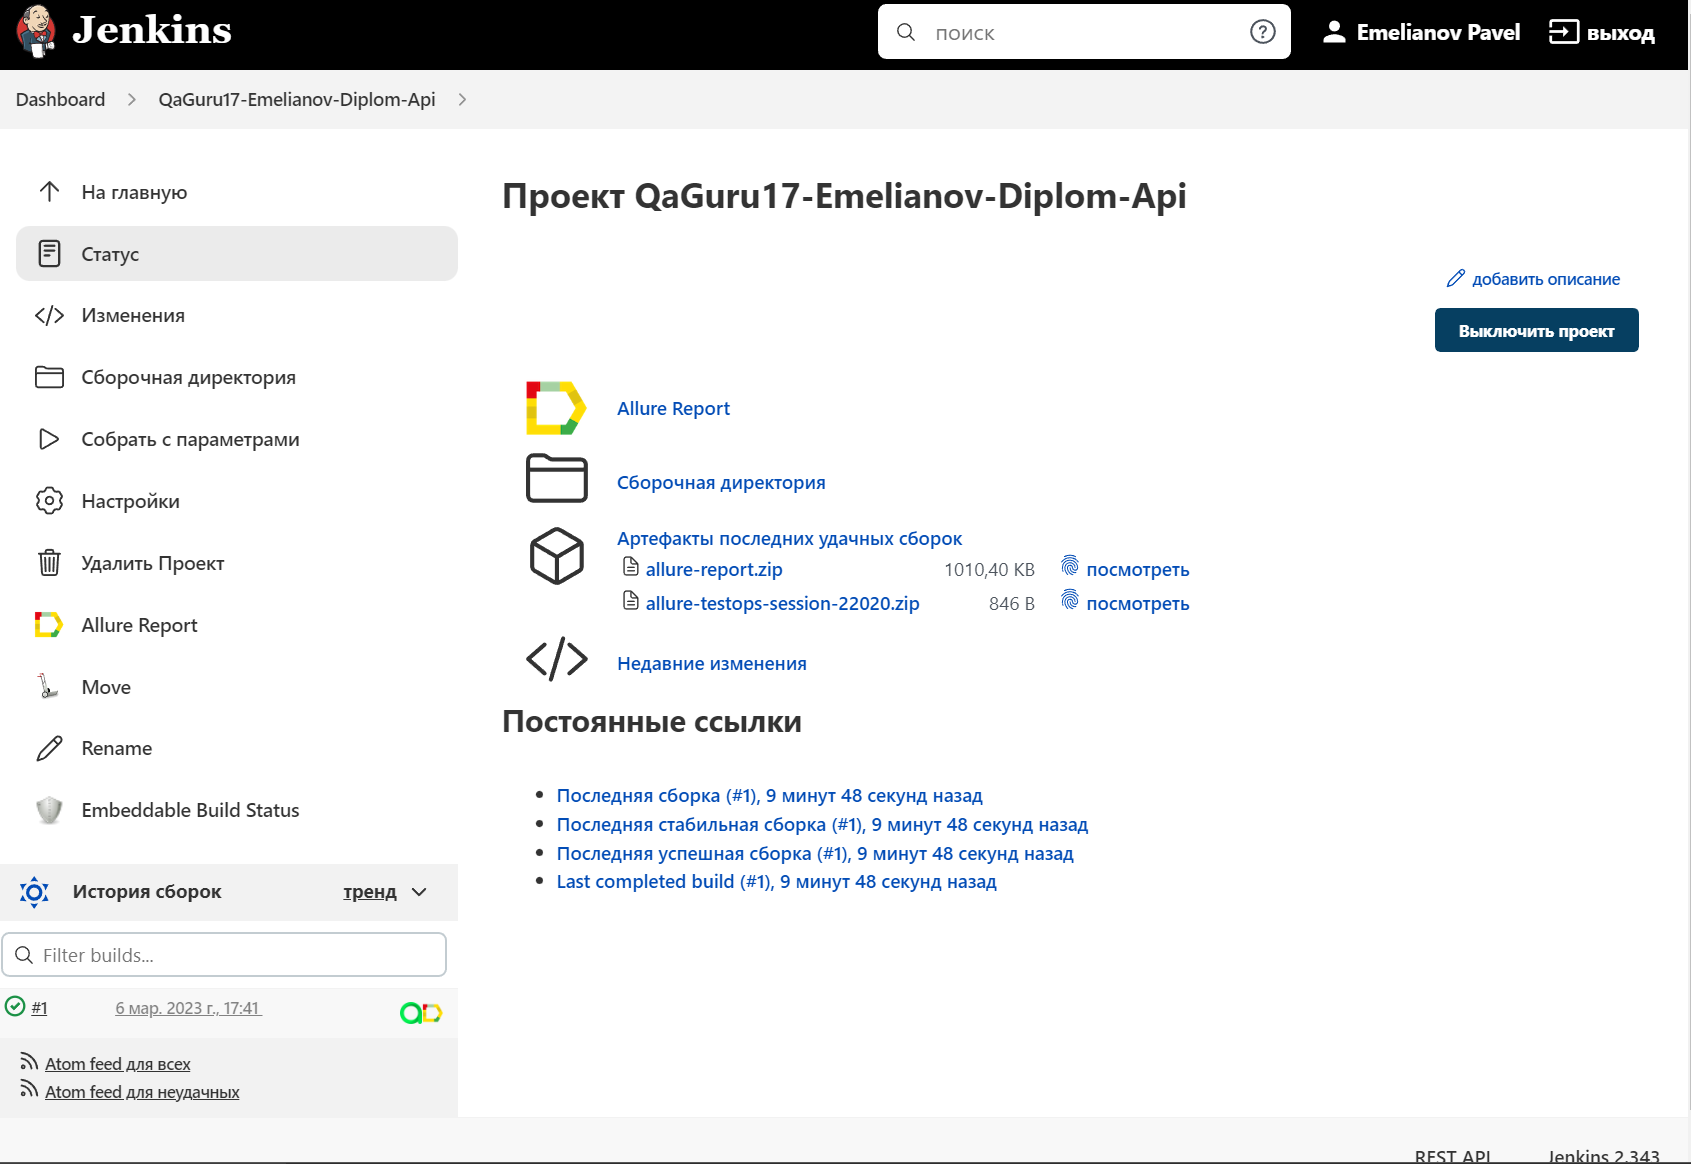 Jenkins
поиск
Emelianov Pavel
выход
Dashboard
QaGuru17-Emelianov-Diplom-Api
На главную
Статус
Изменения
Сборочная директория
Собрать с параметрами
Настройки
Удалить Проект
Allure Report
Move
Rename
Embeddable Build Status
История сборок
тренд
Filter builds...
#1
6 мар. 2023 г., 17:41
Atom feed для всех
Atom feed для неудачных
Проект QaGuru17-Emelianov-Diplom-Api
добавить описание
Выключить проект
Allure Report
Сборочная директория
Артефакты последних удачных сборок
allure-report.zip 1010,40 KB посмотреть
allure-testops-session-22020.zip 846 B посмотреть
Недавние изменения
Постоянные ссылки
Последняя сборка (#1), 9 минут 48 секунд назад
Последняя стабильная сборка (#1), 9 минут 48 секунд назад
Последняя успешная сборка (#1), 9 минут 48 секунд назад
Last completed build (#1), 9 минут 48 секунд назад
REST API
Jenkins 2.343